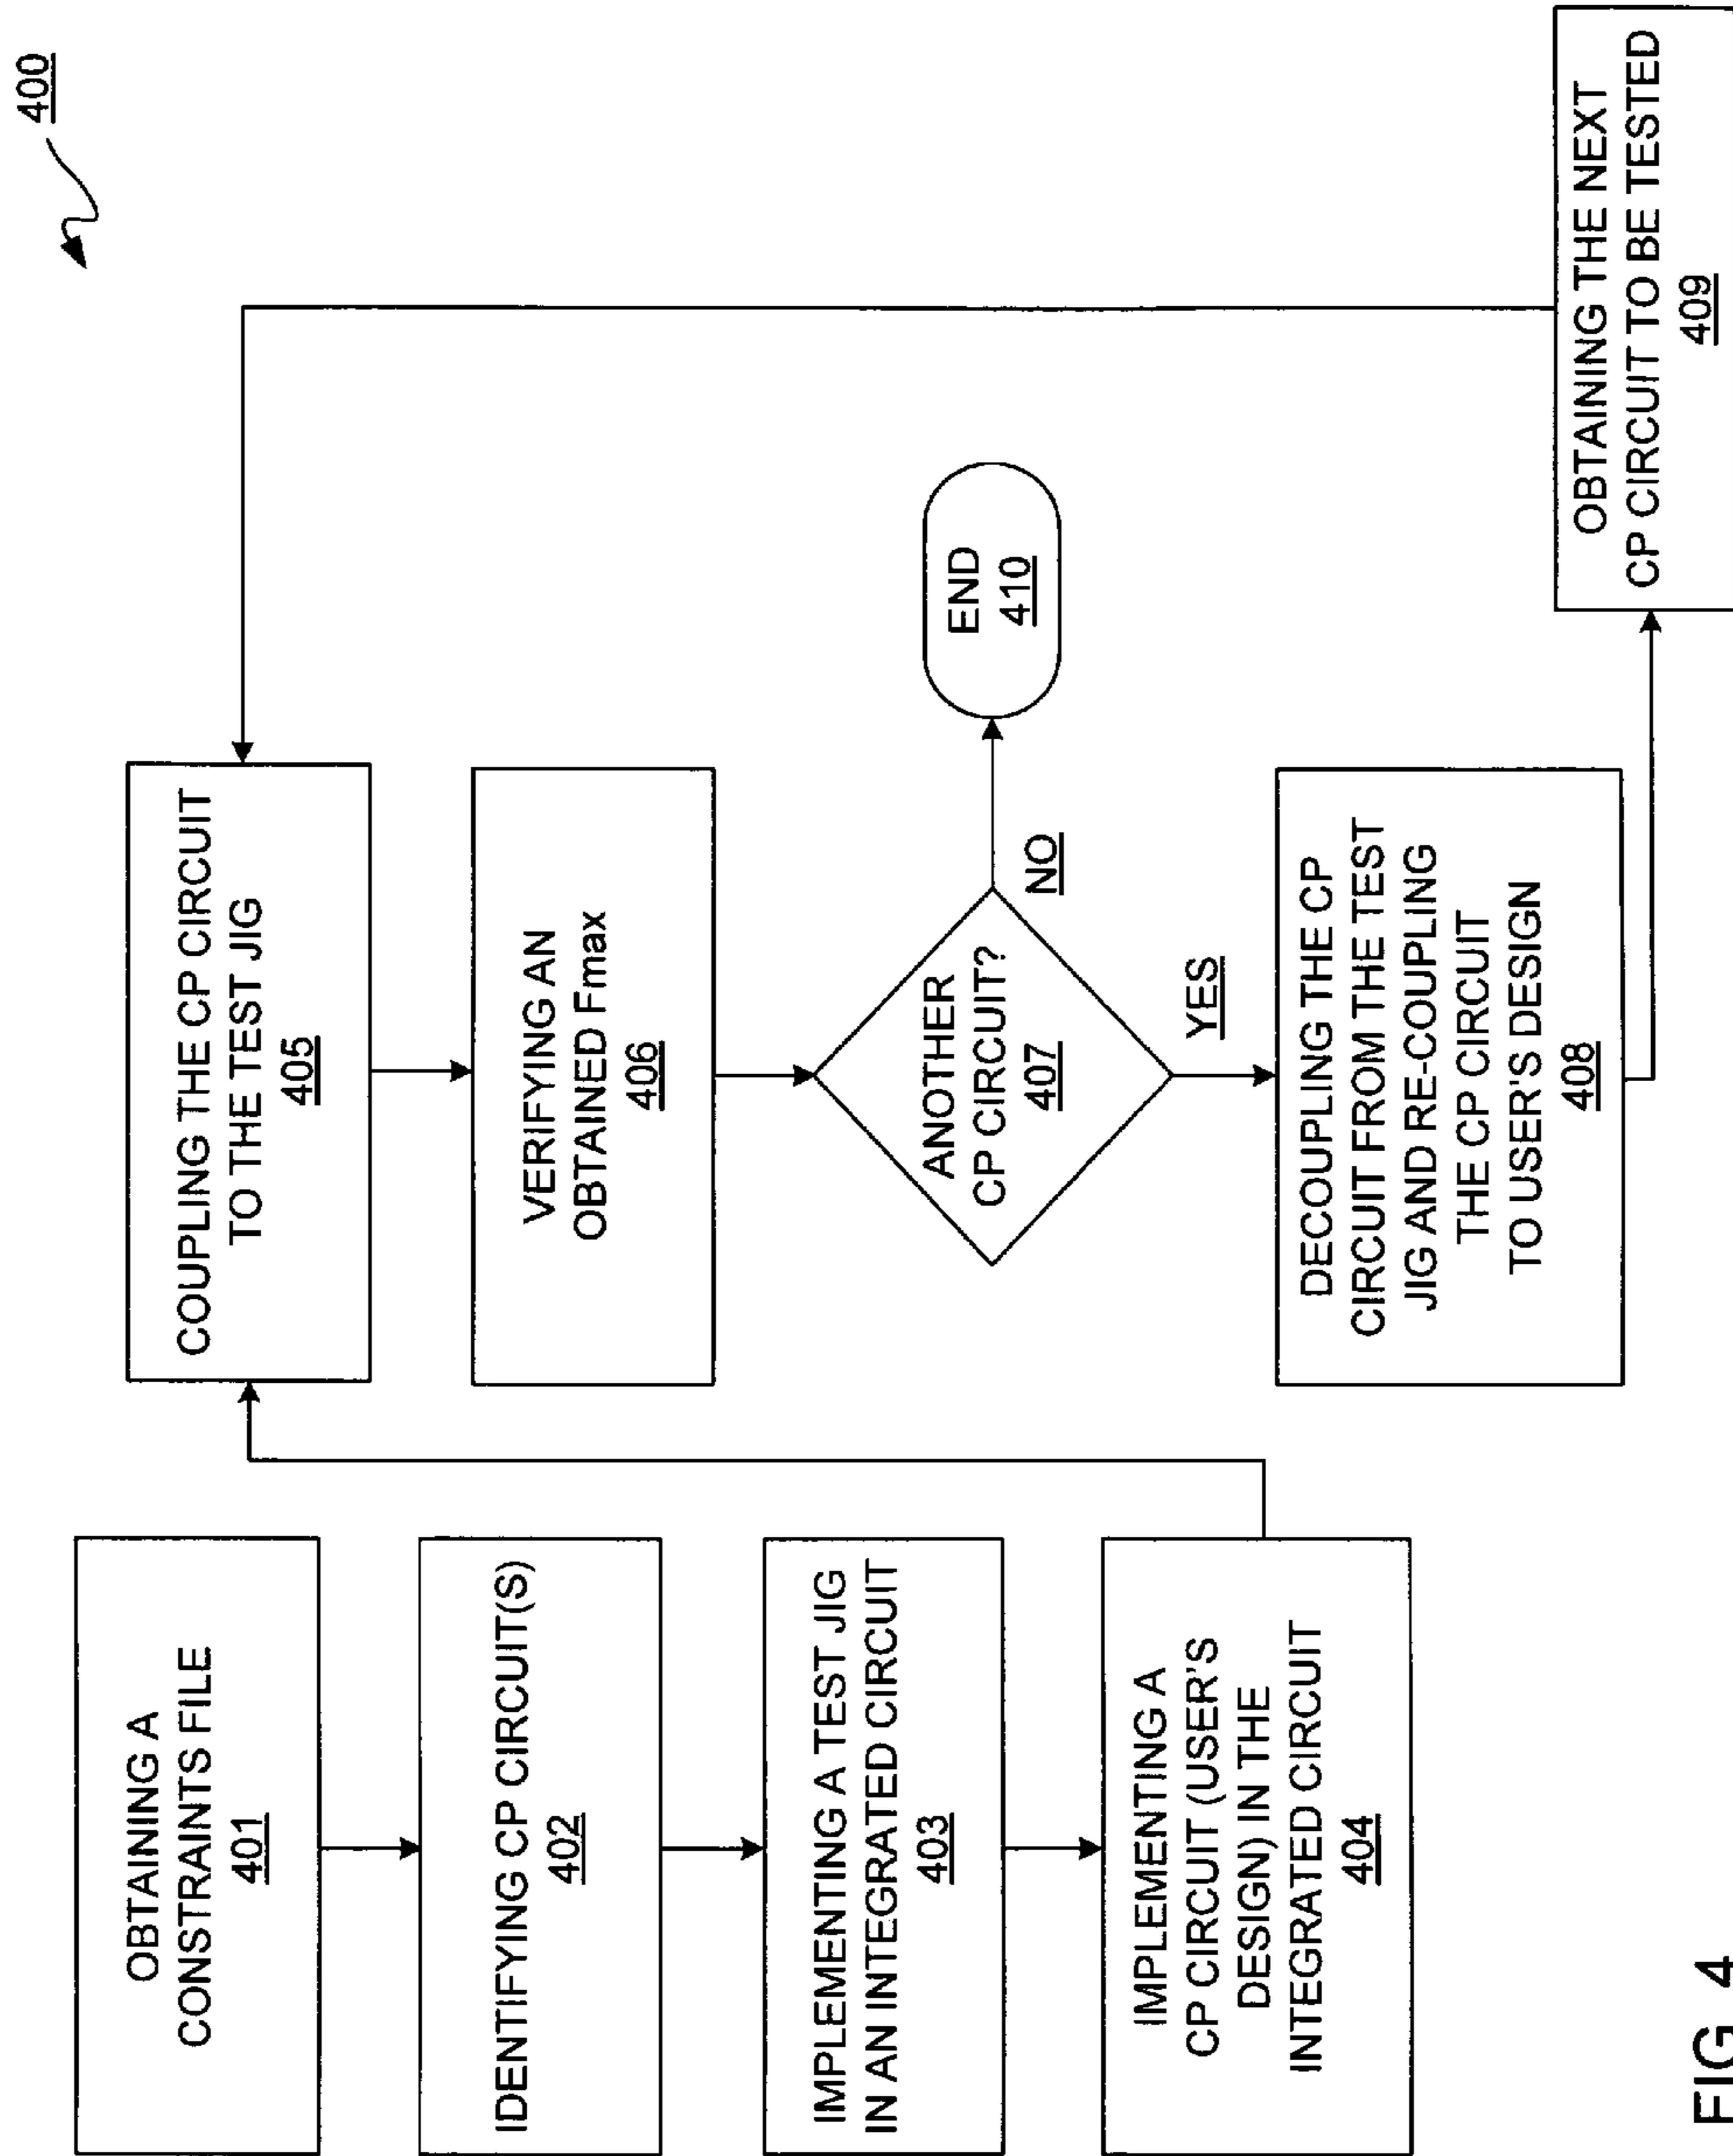 400
OBTAINING A
CONSTRAINTS FILE
401
IDENTIFYING CP CIRCUIT(S)
402
IMPLEMENTING A TEST JIG
IN AN INTEGRATED CIRCUIT
403
IMPLEMENTING A
CP CIRCUIT (USER'S
DESIGN) IN THE
INTEGRATED CIRCUIT
404
COUPLING THE CP CIRCUIT
TO THE TEST JIG
405
VERIFYING AN
OBTAINED Fmax
406
ANOTHER
CP CIRCUIT?
407
NO
END
410
YES
DECOUPLING THE CP
CIRCUIT FROM THE TEST
JIG AND RE-COUPLING
THE CP CIRCUIT
TO USER'S DESIGN
408
OBTAINING THE NEXT
CP CIRCUIT TO BE TESTED
409
FIG. 4